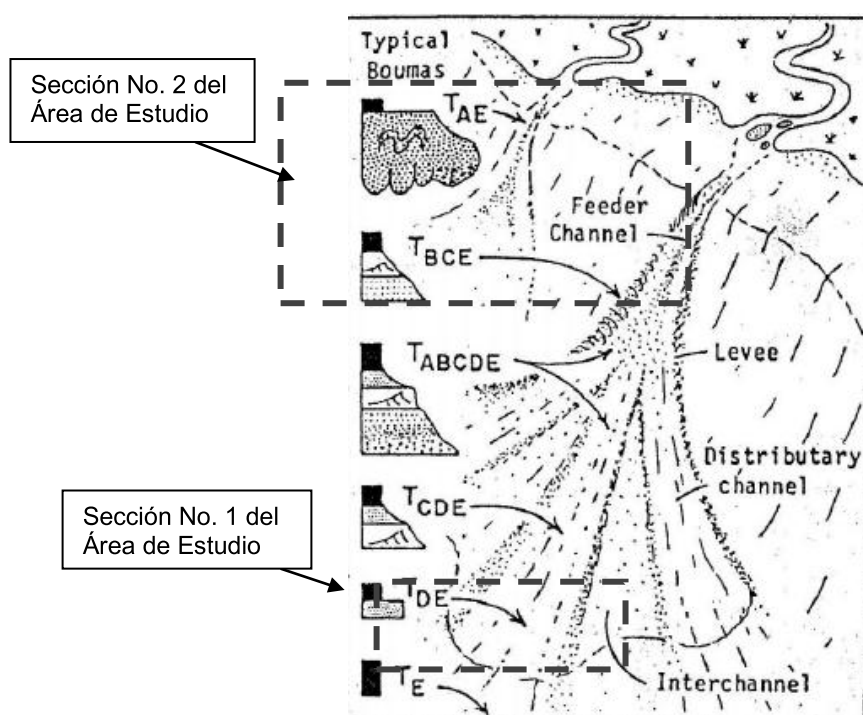 Typical
Boumas
Sección No. 2 del
Área de Estudio
TAE
Feeder
Channel
TBCE
TABCDE
Levee
Distributary
channel
TCDE
Sección No. 1 del
Área de Estudio
TDE
Interchannel
TE